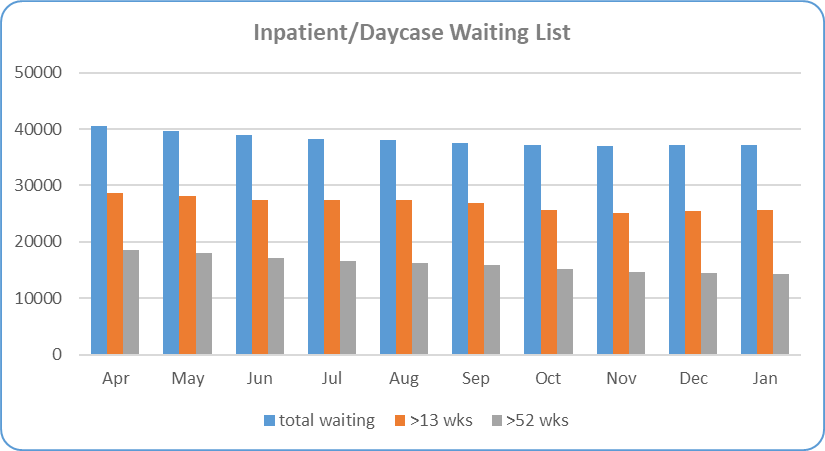 Inpatient/Daycase Waiting List
50000
40000
30000
20000
10000
0
Apr May Jun Jul Aug Sep Oct Nov Dec Jan
total waiting >13 wks >52 wks